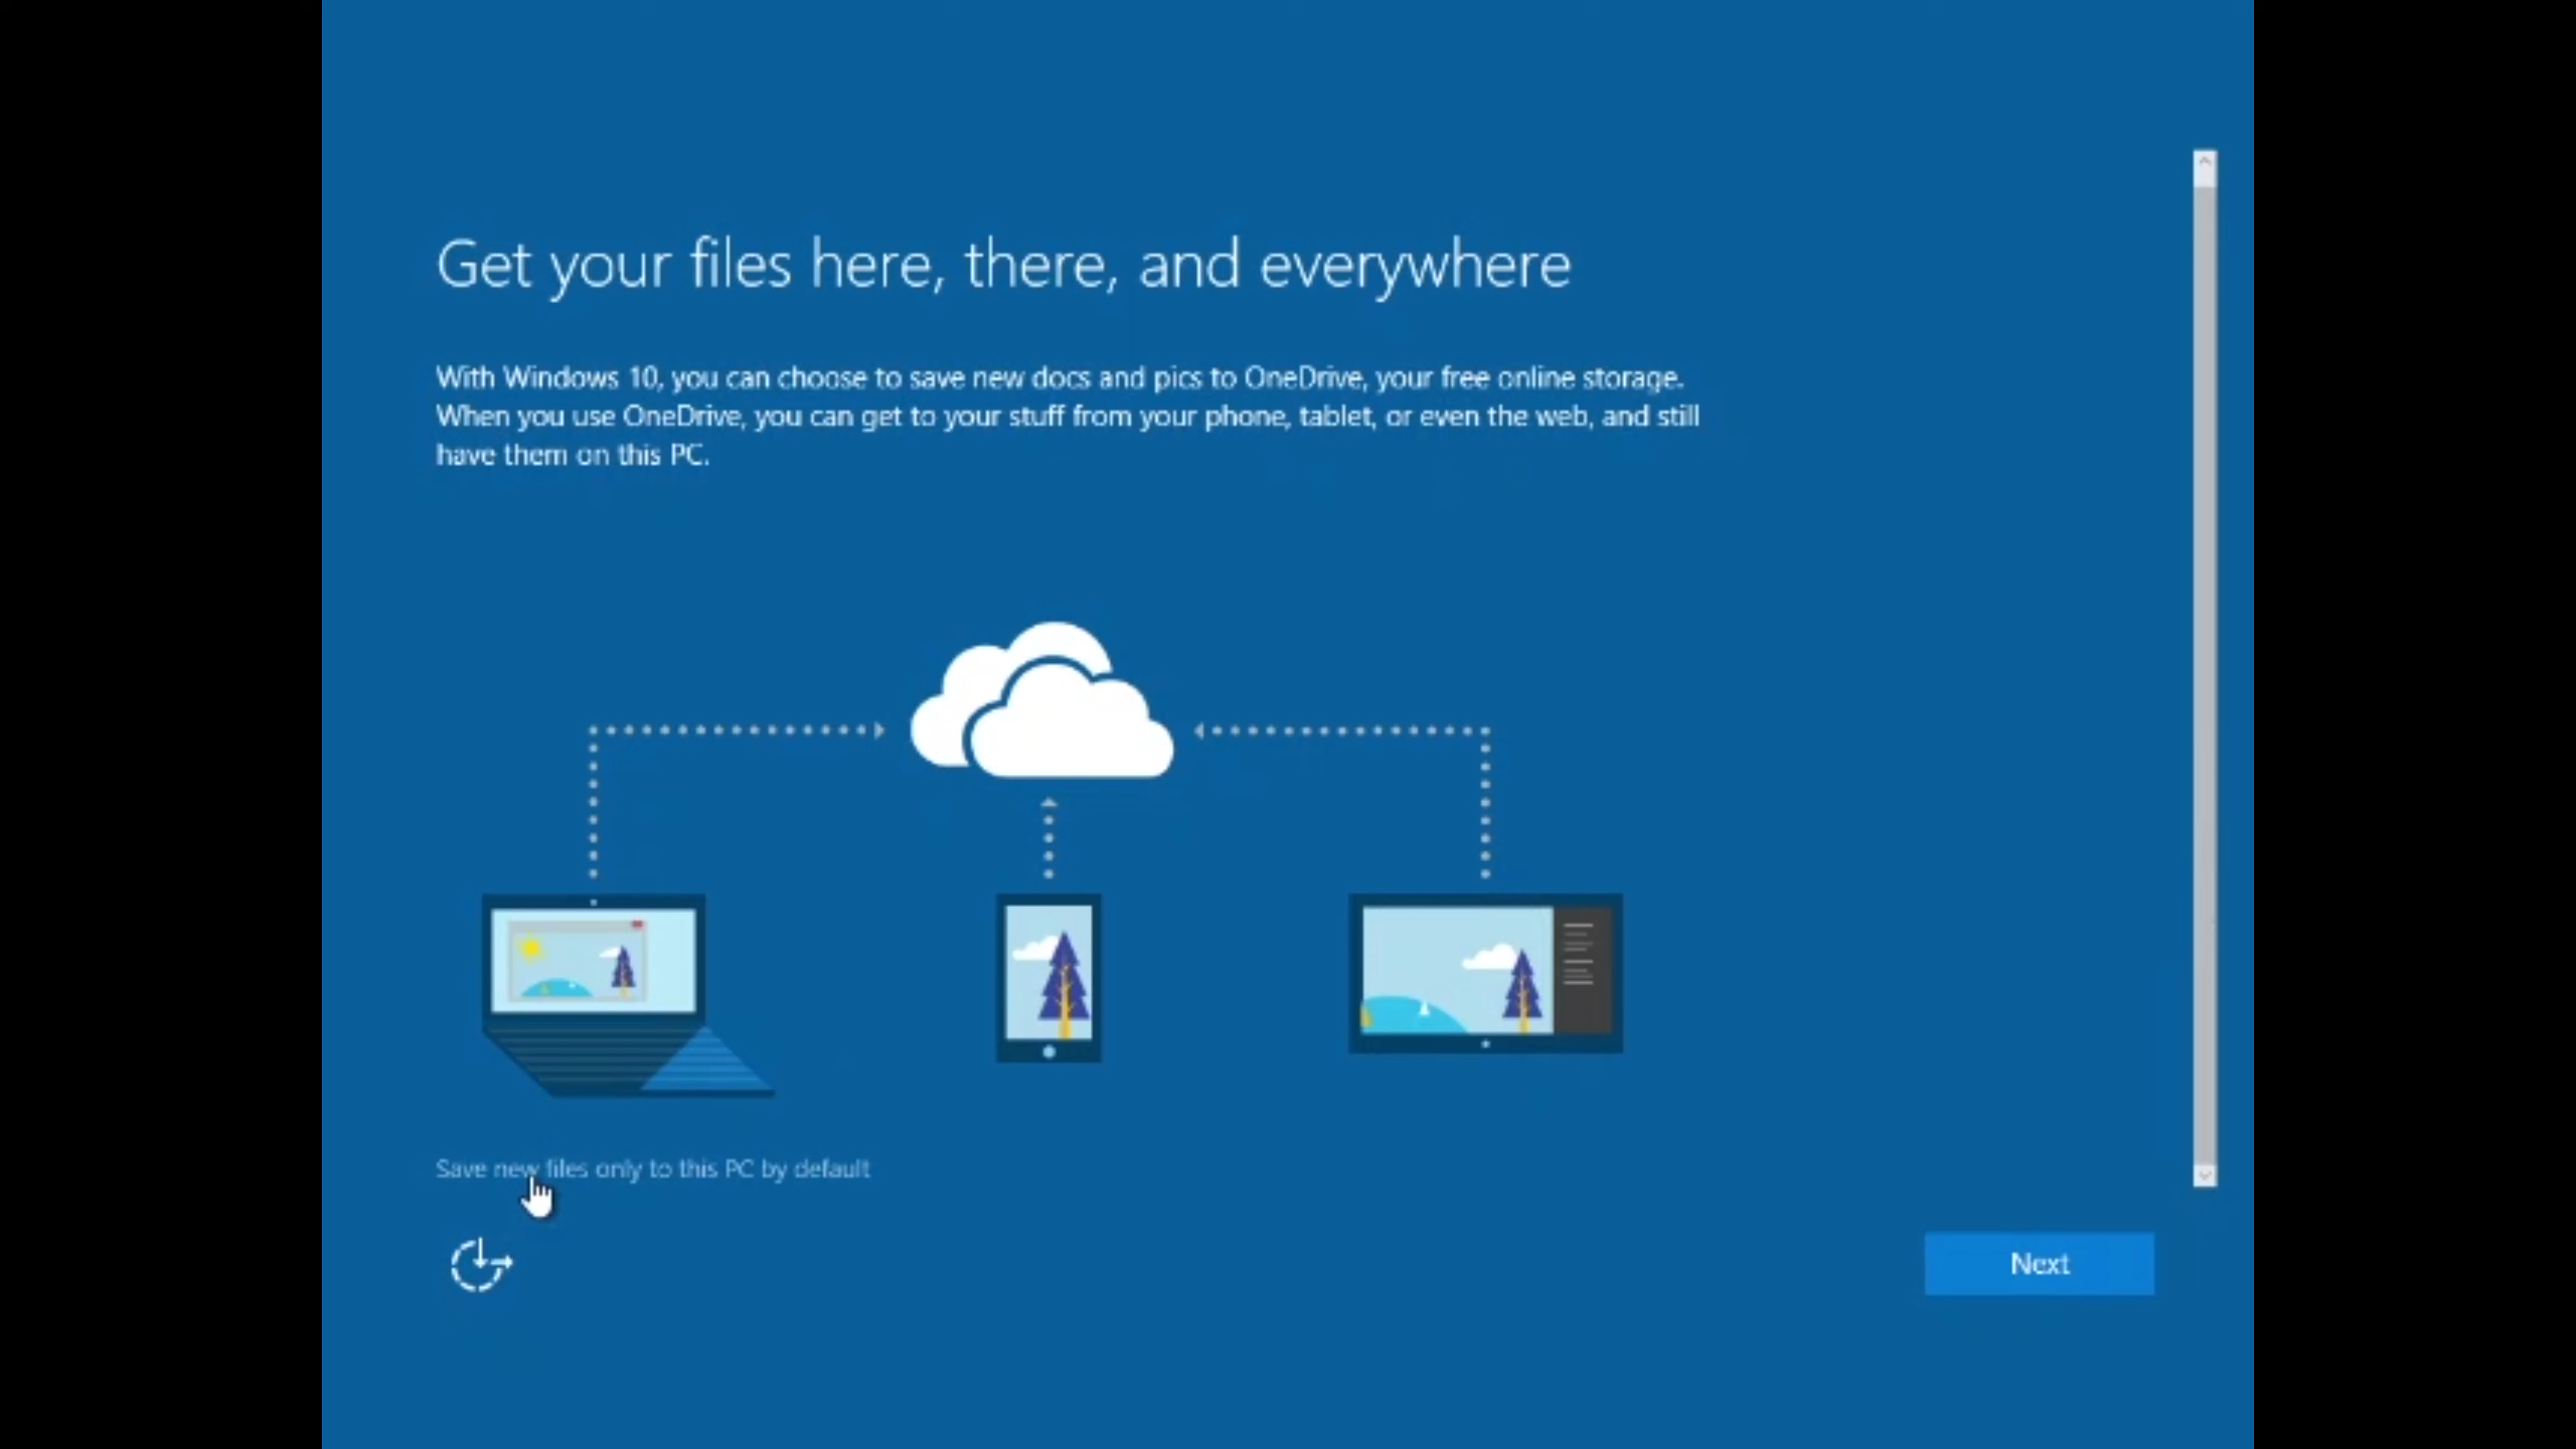 Get your files here, there, and everywhere
With Windows 10, you can choose to save new docs and pics to OneDrive, your free online storage.
When you use OneDrive, you can get to your stuff from your phone, tablet, or even the web, and still
have them on this PC.
Save new files only to this PC by default
Next